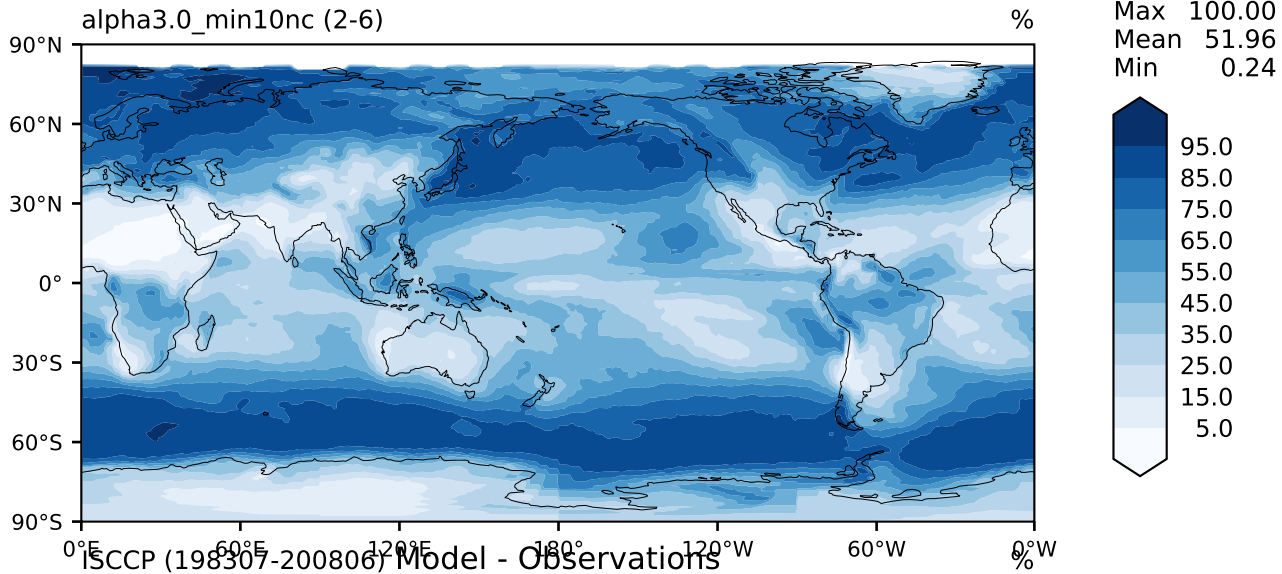 alpha3.0_min10nc (2-6) %
Max 100.00
Mean 51.96
Min 0.24
90°N
60°N
30°N
0°
30°S
60°S
90°S
95.0
85.0
75.0
65.0
55.0
45.0
35.0
25.0
15.0
5.0
0°E 60°E 120°E 180° 120°W 60°W 0°W
ISCCP (198307-200806) Model - Observations %